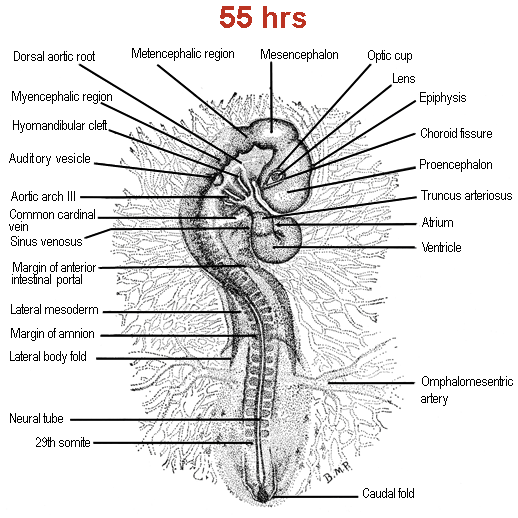 55 hrs
Dorsal aortic root
Metencephalic region
Mesencephalon
Optic cup
Lens
Myencephalic region
Epiphysis
Hyomandibular cleft
Choroid fissure
Auditory vesicle
Proencephalon
Aortic arch III
Truncus arteriosus
Common cardinal
vein
Atrium
Sinus venosus
Ventricle
Margin of anterior
intestinal portal
Lateral mesoderm
Margin of amnion
Lateral body fold
Omphalomesentric
artery
Neural tube
29th somite
B.M.P.
Caudal fold